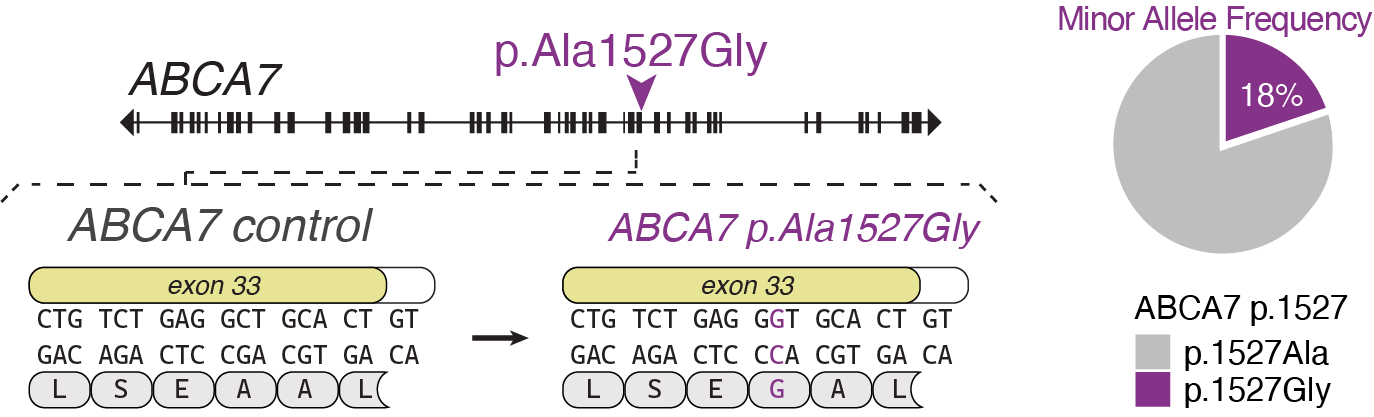 p.Ala1527Gly
ABCA7
ABCA7 control
exon 33
CTG TCT GAG GCT GCA CT GT
GAC AGA CTC CGA CGT GA CA
L S E A A L
ABCA7 p.Ala1527Gly
exon 33
CTG TCT GAG GGT GCA CT GT
GAC AGA CTC CCA CGT GA CA
L S E G A L
Minor Allele Frequency
18%
ABCA7 p.1527
p.1527Ala
p.1527Gly